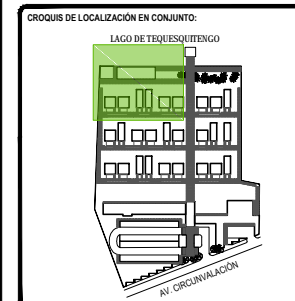 CROQUIS DE LOCALIZACIÓN EN CONJUNTO:
LAGO DE TEQUESQUITENGO
AV. CIRCUNVALACIÓN